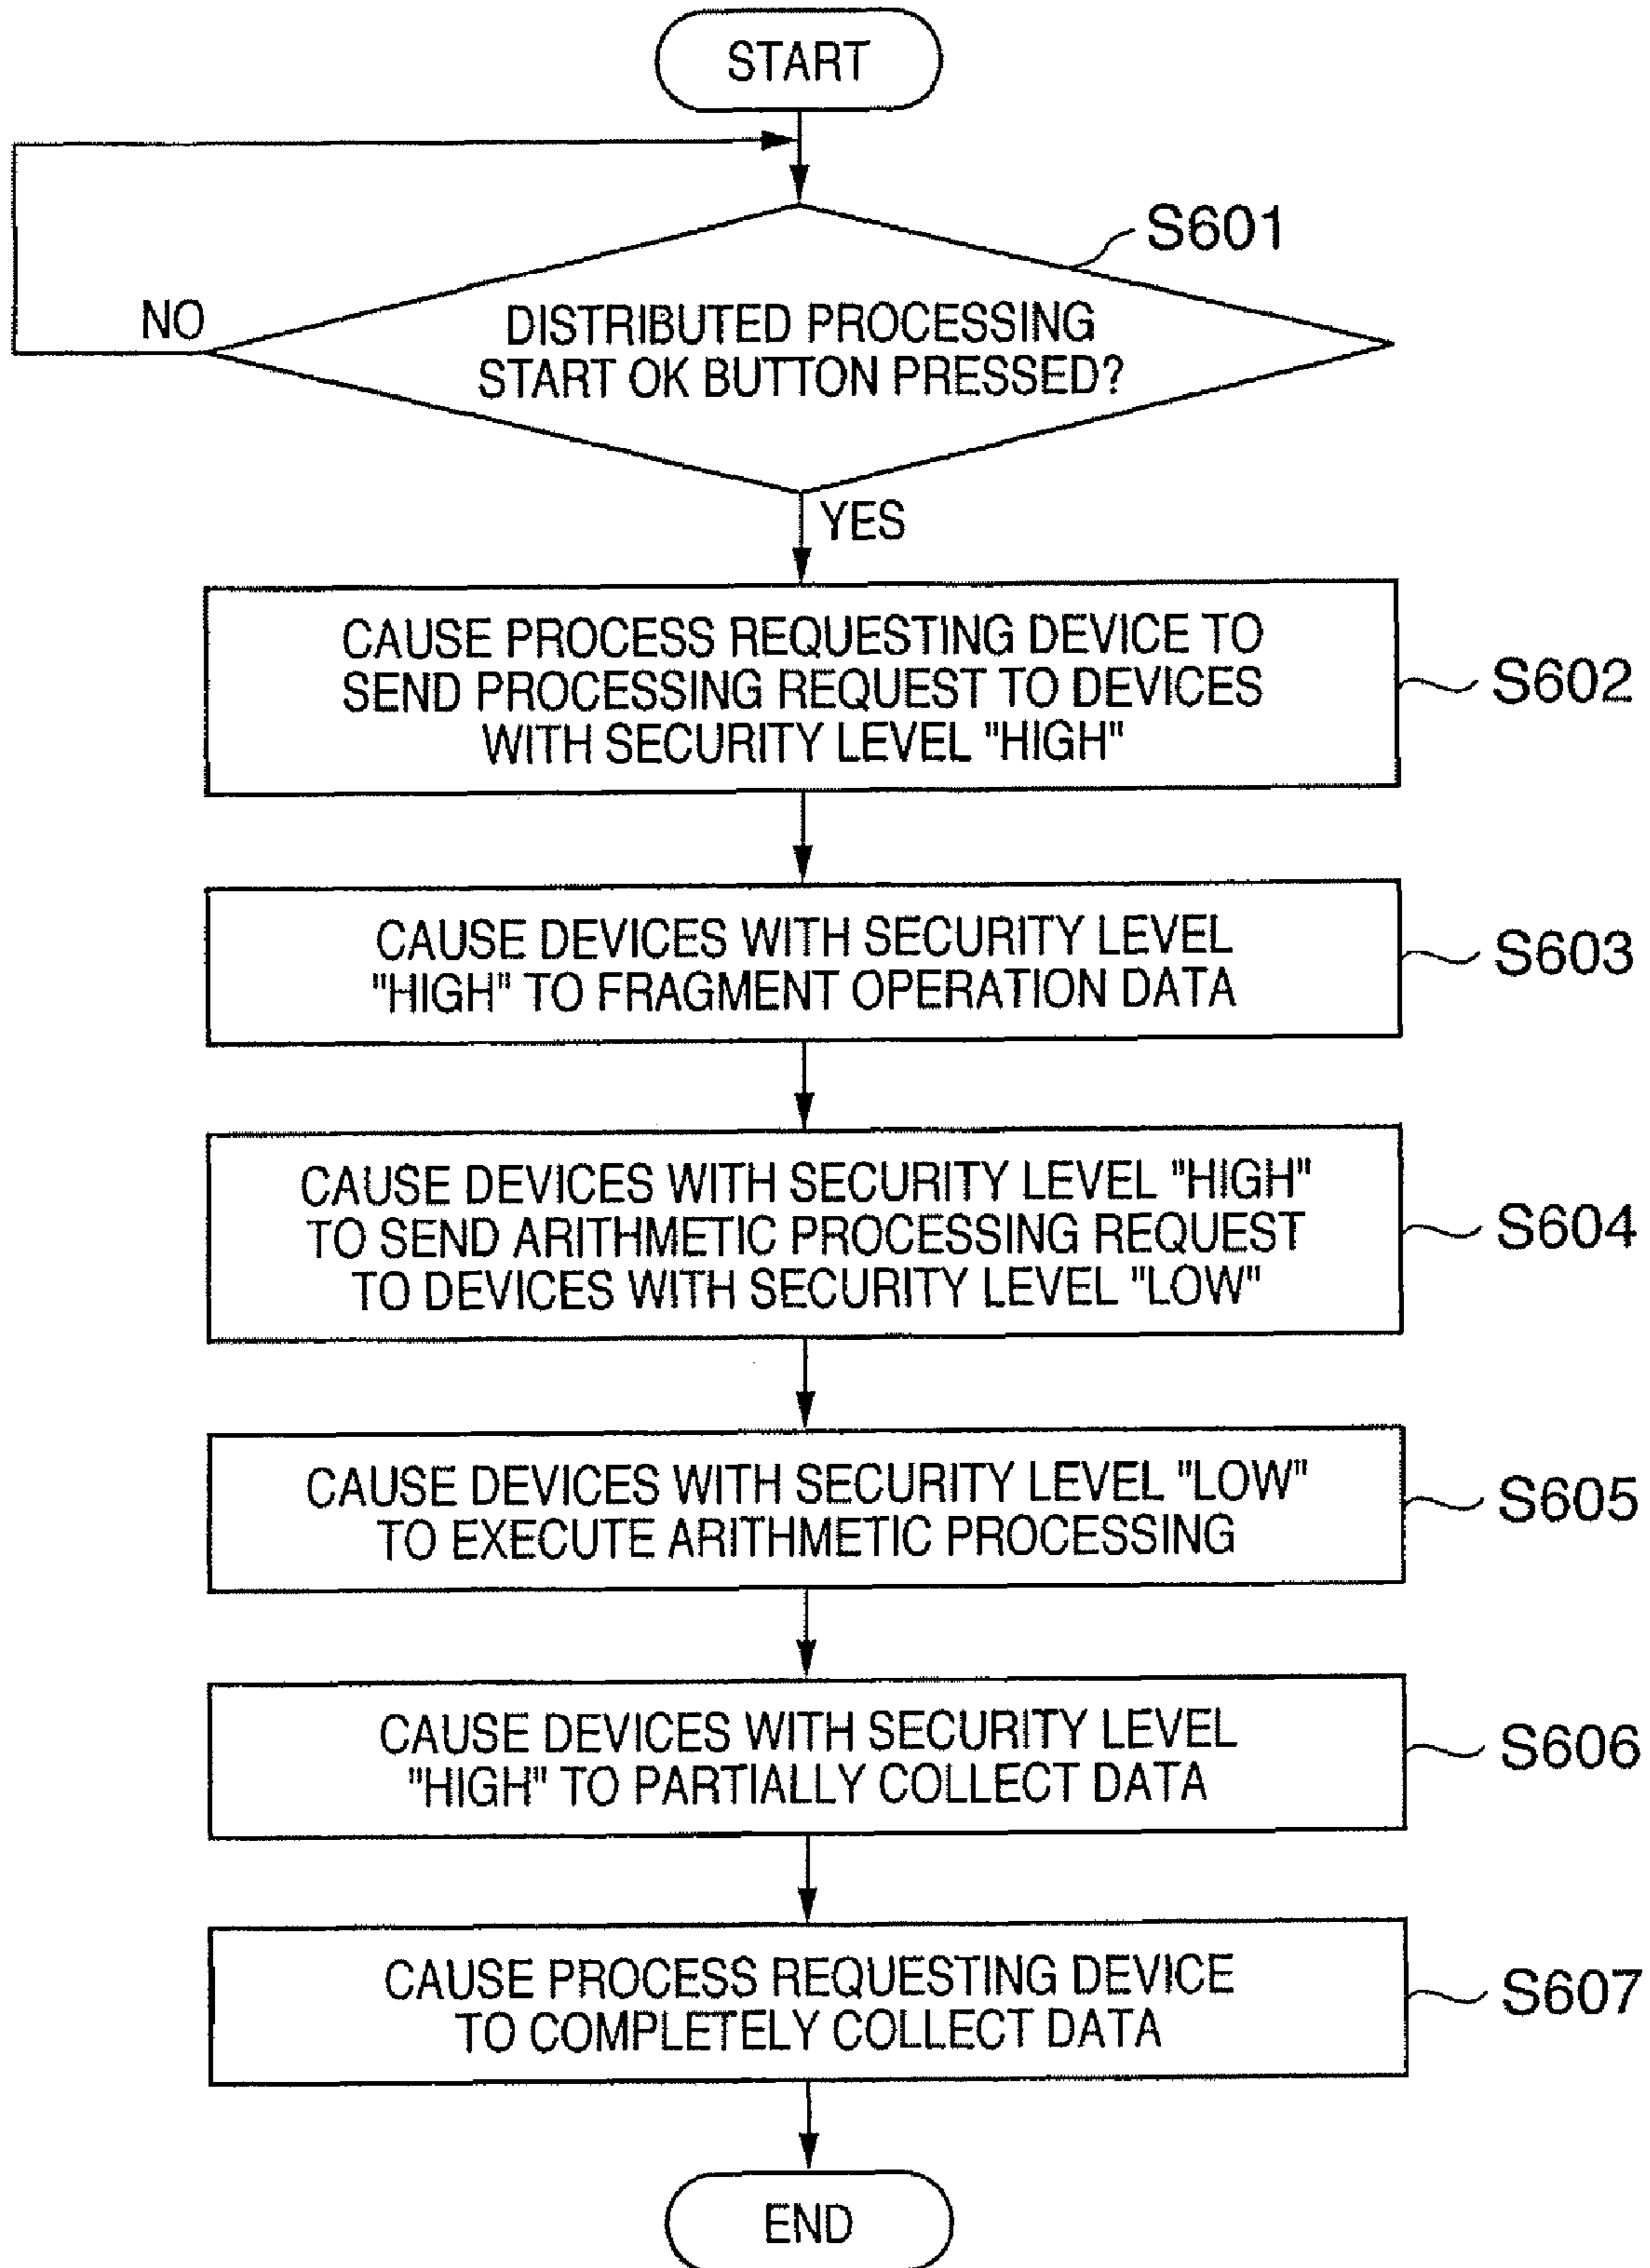 START
S601
NO
DISTRIBUTED PROCESSING
START OK BUTTON PRESSED?
YES
CAUSE PROCESS REQUESTING DEVICE TO
SEND PROCESSING REQUEST TO DEVICES
WITH SECURITY LEVEL "HIGH"
S602
CAUSE DEVICES WITH SECURITY LEVEL
"HIGH" TO FRAGMENT OPERATION DATA
S603
CAUSE DEVICES WITH SECURITY LEVEL "HIGH"
TO SEND ARITHMETIC PROCESSING REQUEST
TO DEVICES WITH SECURITY LEVEL "LOW"
S604
CAUSE DEVICES WITH SECURITY LEVEL "LOW"
TO EXECUTE ARITHMETIC PROCESSING
S605
CAUSE DEVICES WITH SECURITY LEVEL
"HIGH" TO PARTIALLY COLLECT DATA
S606
CAUSE PROCESS REQUESTING DEVICE
TO COMPLETELY COLLECT DATA
S607
END